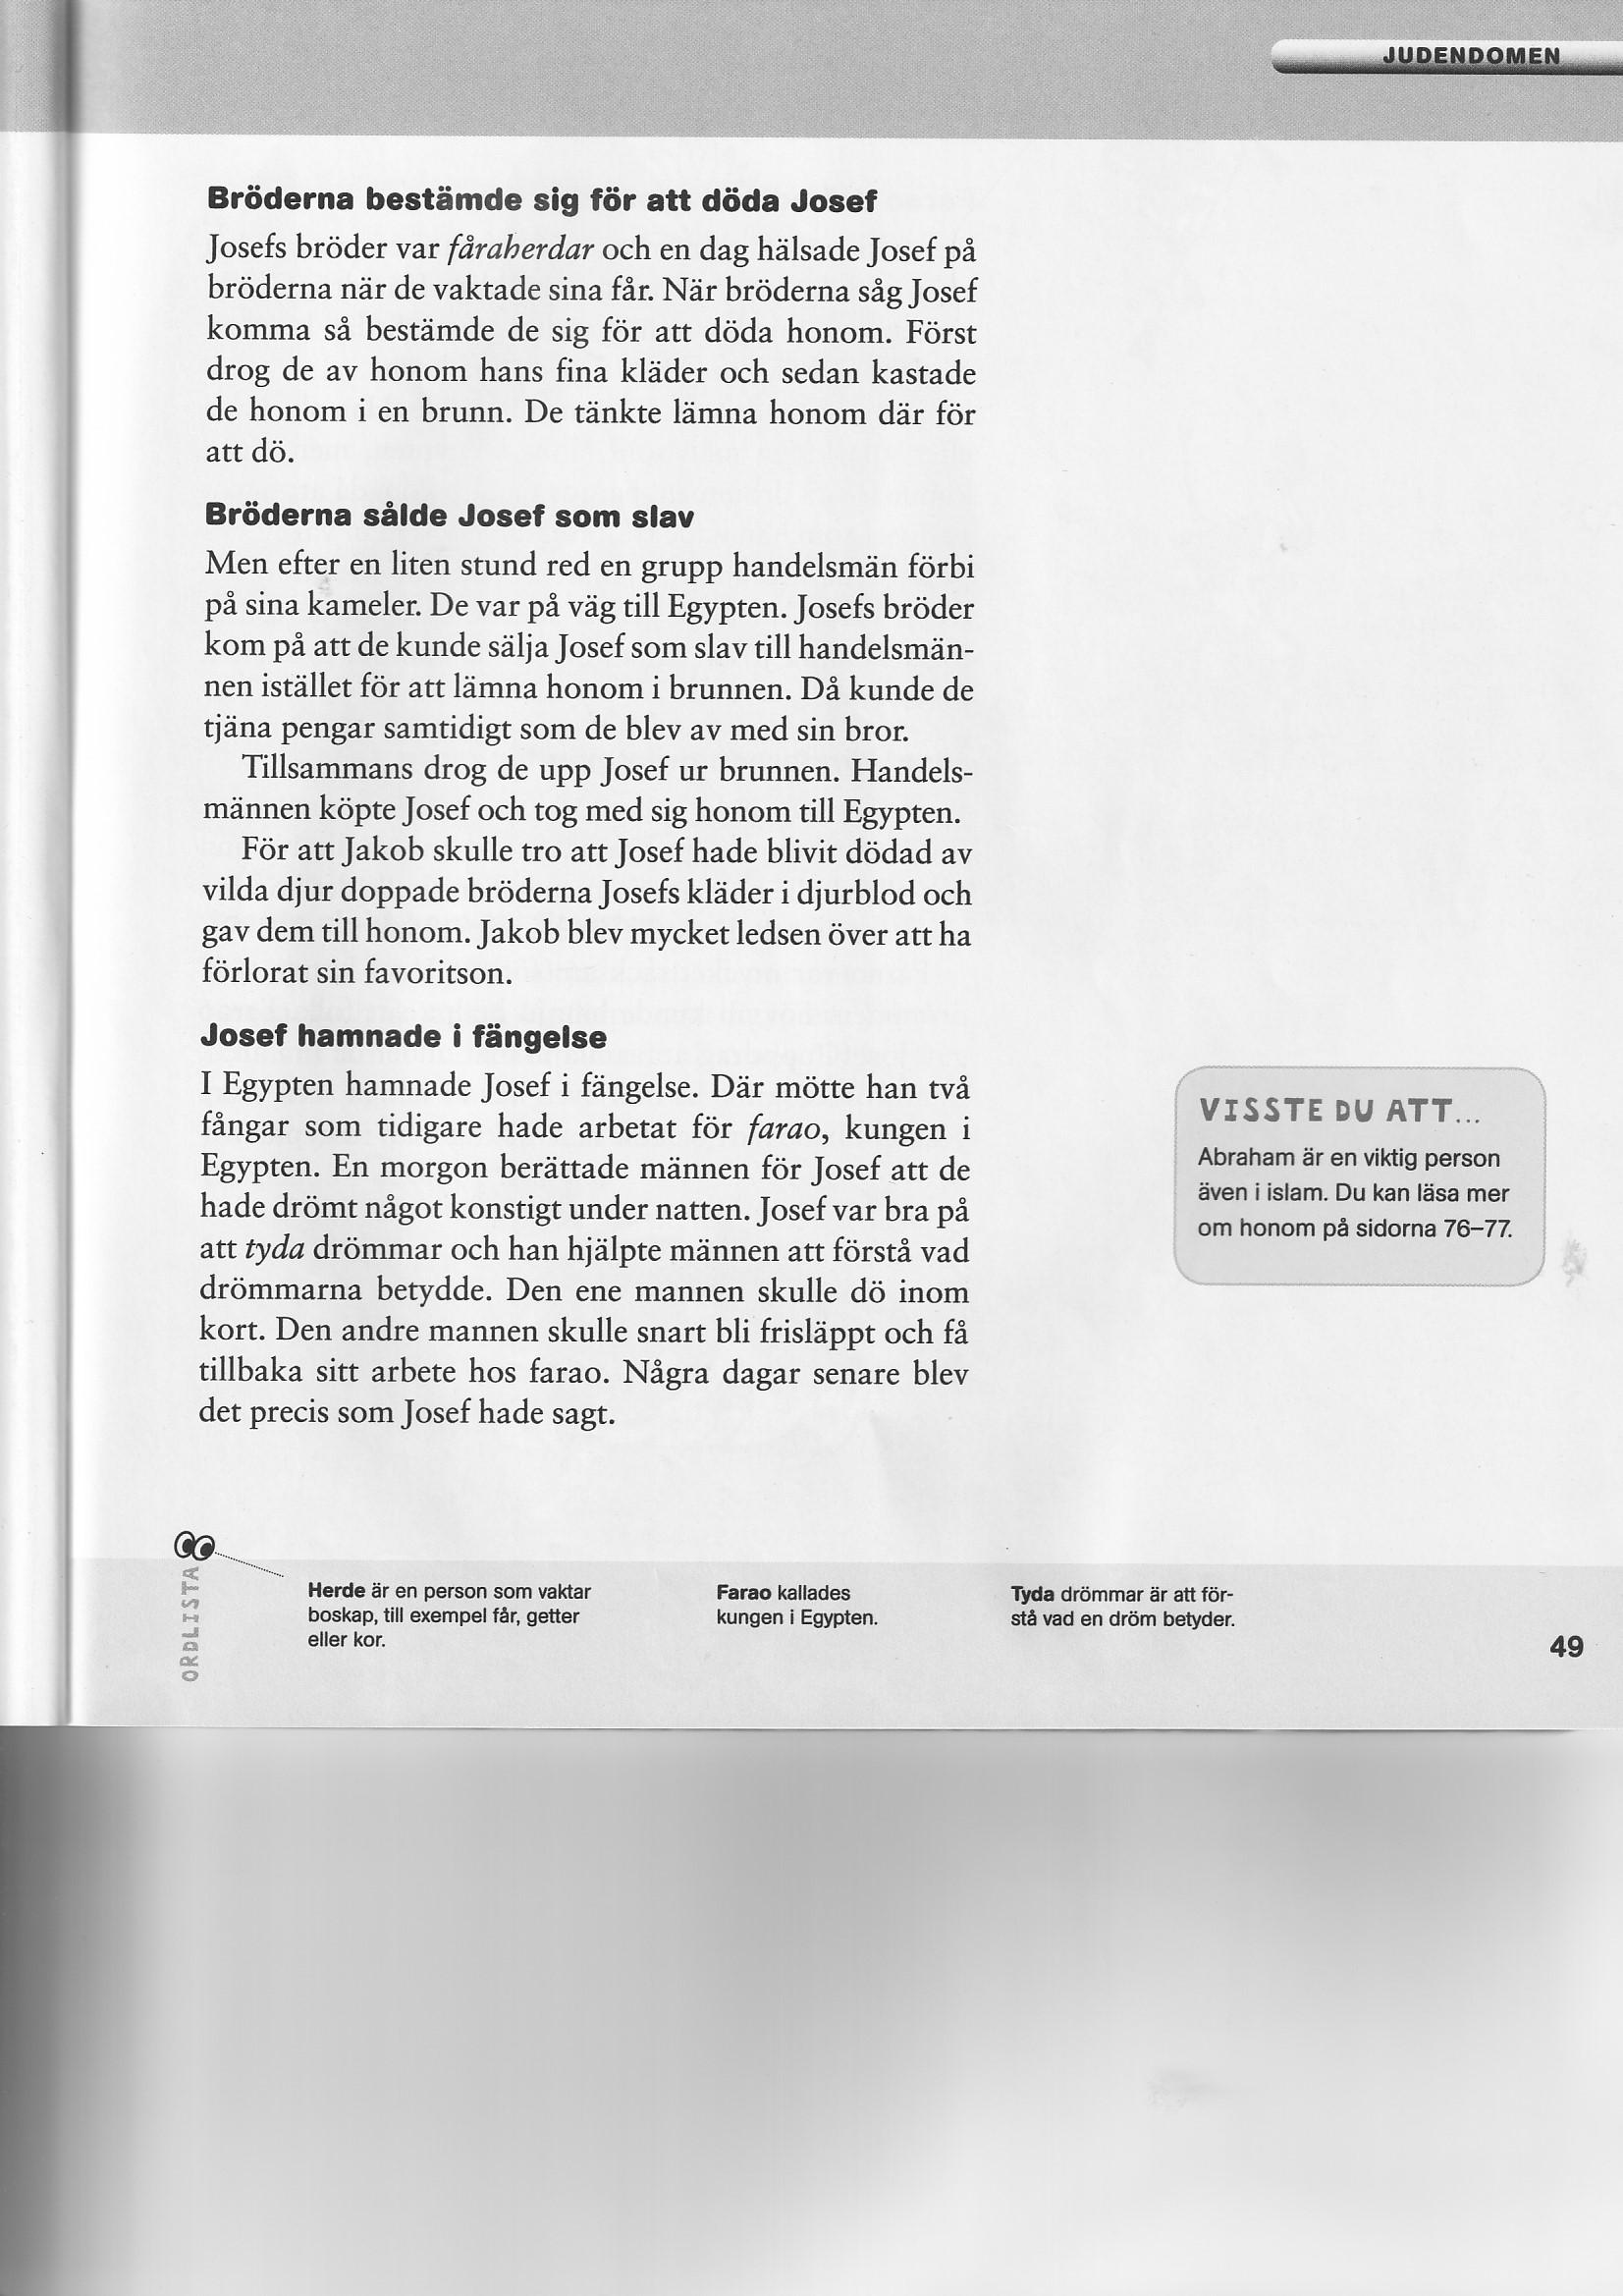 JUDENDOMEN
Bröderna bestämde sig för att döda Josef
Josefs bröder var fåraherdar och en dag hälsade Josef på
bröderna när de vaktade sina får. När bröderna såg Josef
komma så bestämde de sig för att döda honom. Först
drog de av honom hans fina kläder och sedan kastade
de honom i en brunn. De tänkte lämna honom där för
att dö.
Bröderna sålde Josef som slav
Men efter en liten stund red en grupp handelsmän förbi
på sina kameler. De var på väg till Egypten. Josefs bröder
kom på att de kunde sälja Josef som slav till handelsmän-
nen istället för att lämna honom i brunnen. Då kunde de
tjäna pengar samtidigt som de blev av med sin bror.
Tillsammans drog de upp Josef ur brunnen. Handels-
männen köpte Josef och tog med sig honom till Egypten.
För att Jakob skulle tro att Josef hade blivit dödad av
vilda djur doppade bröderna Josefs kläder i djurblod och
gav dem till honom. Jakob blev mycket ledsen över att ha
förlorat sin favoritson.
Josef hamnade i fängelse
I Egypten hamnade Josef i fängelse. Där mötte han två
fångar som tidigare hade arbetat för farao, kungen i
Egypten. En morgon berättade männen för Josef att de
hade drömt något konstigt under natten. Josef var bra på
att tyda drömmar och han hjälpte männen att förstå vad
drömmarna betydde. Den ene mannen skulle dö inom
kort. Den andre mannen skulle snart bli frisläppt och få
tillbaka sitt arbete hos farao. Några dagar senare blev
det precis som Josef hade sagt.
VISSTE DU ATT...
Abraham är en viktig person
även i islam. Du kan läsa mer
om honom på sidorna 76–77.
ORDLISTA
Herde är en person som vaktar
boskap, till exempel får, getter
eller kor.
Farao kallades
kungen i Egypten.
Tyda drömmar är att för-
stå vad en dröm betyder.
49